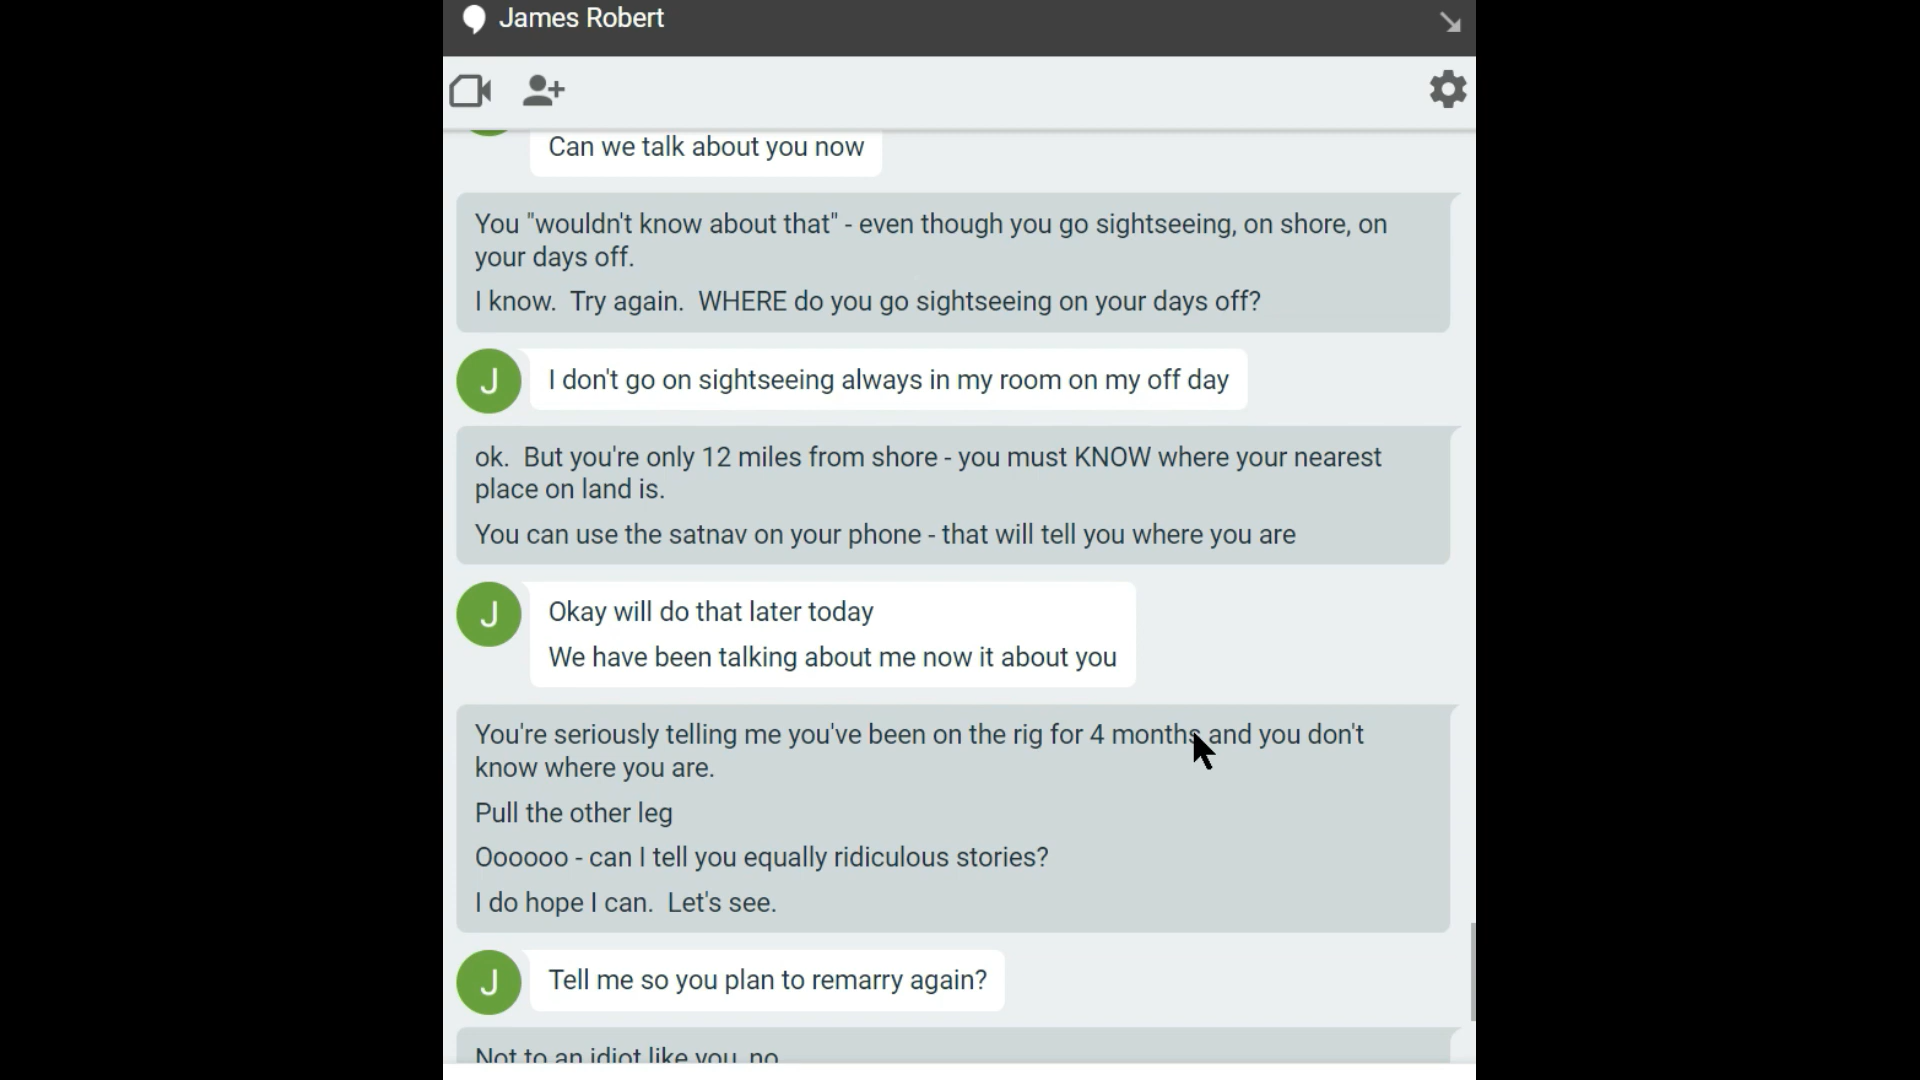 James Robert
Can we talk about you now
You "wouldn't know about that" - even though you go sightseeing, on shore, on
your days off.
I know.  Try again.  WHERE do you go sightseeing on your days off?
J
I don't go on sightseeing always in my room on my off day
ok.  But you're only 12 miles from shore - you must KNOW where your nearest
place on land is.
You can use the satnav on your phone - that will tell you where you are
J
Okay will do that later today
We have been talking about me now it about you
You're seriously telling me you've been on the rig for 4 months and you don't
know where you are.
Pull the other leg
Oooooo - can I tell you equally ridiculous stories?
I do hope I can.  Let's see.
J
Tell me so you plan to remarry again?
Not to an idiot like you, no